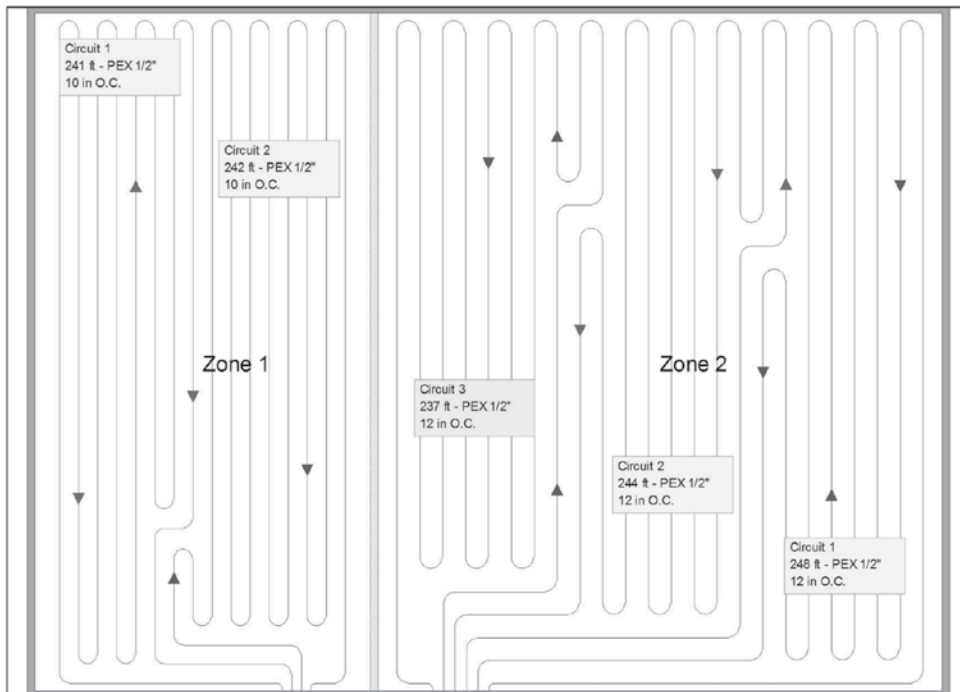 Circuit 1
241 ft - PEX 1/2"
10 in O.C.
Circuit 2
242 ft - PEX 1/2"
10 in O.C.
Zone 1
Zone 2
Circuit 3
237 ft - PEX 1/2"
12 in O.C.
Circuit 2
244 ft - PEX 1/2"
12 in O.C.
Circuit 1
248 ft - PEX 1/2"
12 in O.C.